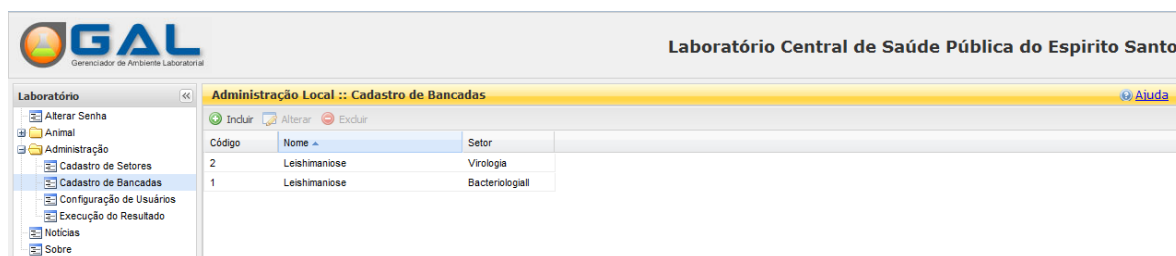 GAL
Gerenciador de Ambiente Laboratorial
Laboratório Central de Saúde Pública do Espirito Santo
Laboratório
Alterar Senha
Animal
Administração
Cadastro de Setores
Cadastro de Bancadas
Configuração de Usuários
Execução do Resultado
Notícias
Sobre
Administração Local :: Cadastro de Bancadas
Ajuda
Incluir Alterar Excluir
Código Nome Setor
2 Leishimaniose Virologia
1 Leishimaniose BacteriologiaII